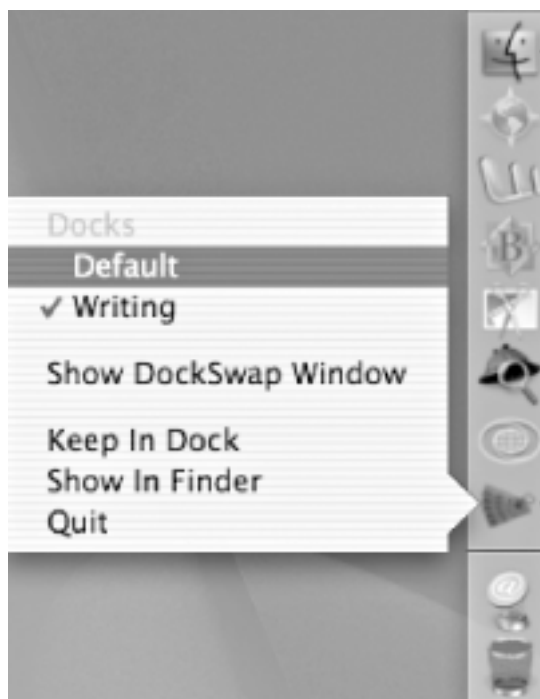 Docks
Default
✓ Writing
Show DockSwap Window
Keep In Dock
Show In Finder
Quit
B
@